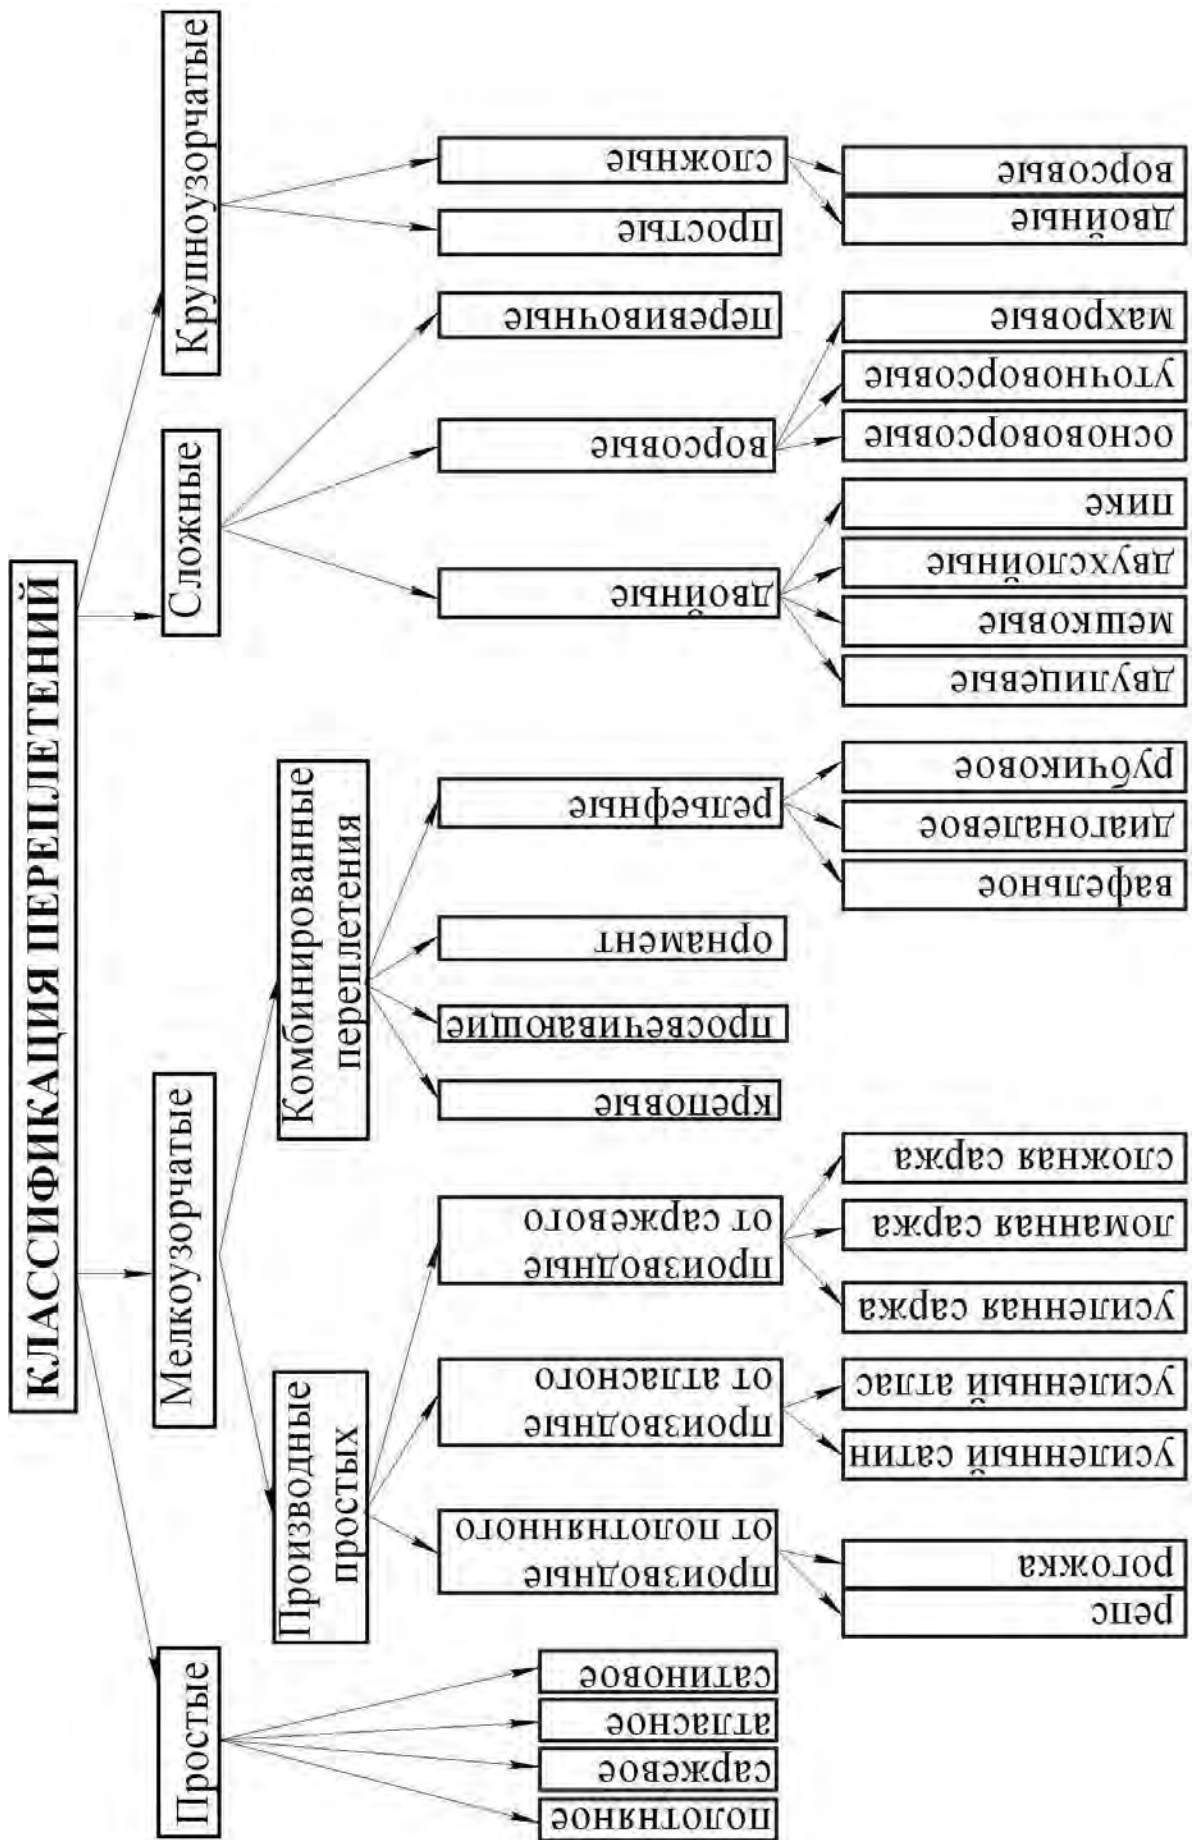 КЛАССИФИКАЦИЯ ПЕРЕПЛЕТЕНИЙ
Простые
Мелкоузорчатые
Сложные
Крупноузорчатые
Производные
простых
Комбинированные
переплетения
полотняное
саржевое
атласное
сатиновое
производные
от полотнянного
производные
от атласного
производные
от саржевого
креповые
просвечивающие
орнамент
рельефные
двойные
ворсовые
перевивочные
простые
сложные
репс
рогожка
усиленный сатин
усиленный атлас
усиленная саржа
ломанная саржа
сложная саржа
вафельное
диагоналевое
рубчиковое
двулицевые
мешковые
двухслойные
пике
основоворсовые
уточноворсовые
махровые
двойные
ворсовые